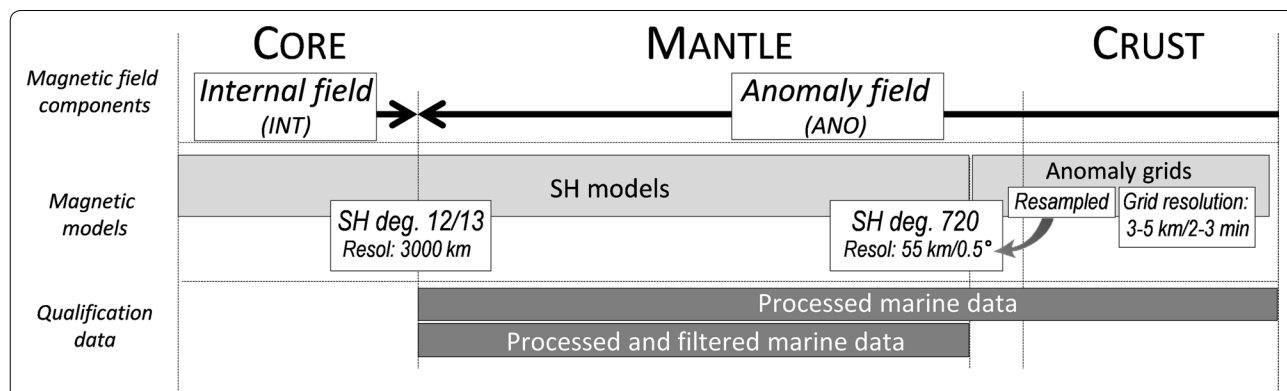 CORE
MANTLE
CRUST
Magnetic field
components
Internal field
(INT)
Anomaly field
(ANO)
Magnetic
models
SH models
Anomaly grids
SH deg. 12/13
Resol: 3000 km
SH deg. 720
Resol: 55 km/0.5°
Resampled
Grid resolution:
3-5 km/2-3 min
Qualification
data
Processed marine data
Processed and filtered marine data